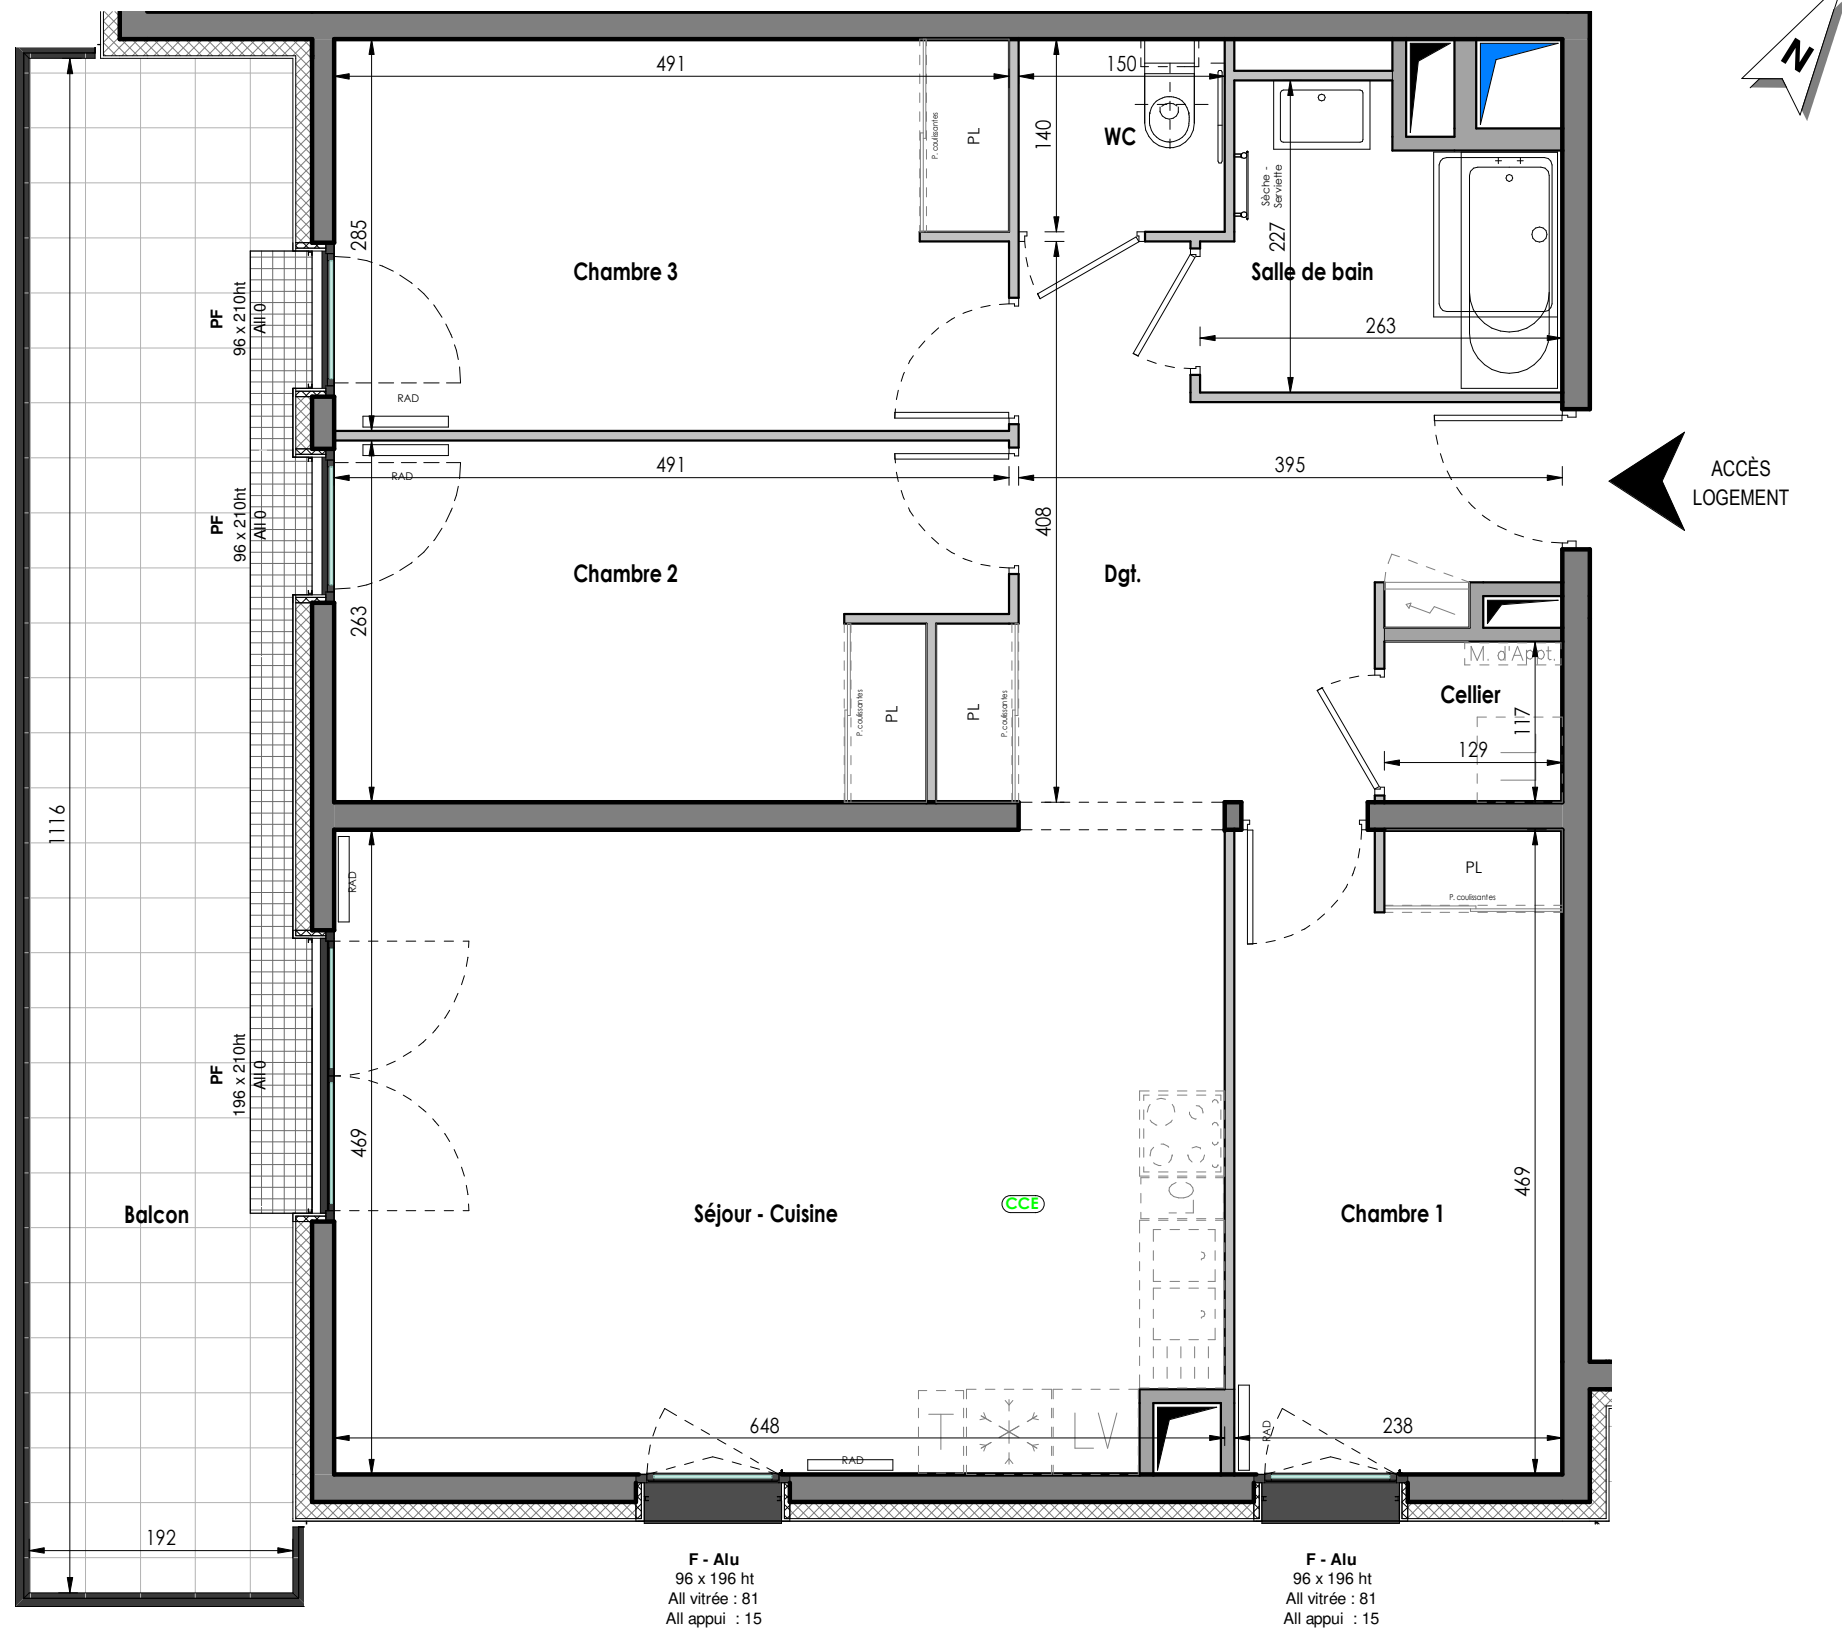 N
491
150
PL
P. coulissantes
140
WC
Sèche -
Serviette
285
227
Chambre 3
Salle de bain
PF
96 x 210ht
All 0
263
RAD
RAD
491
395
ACCÈS
LOGEMENT
PF
96 x 210ht
All 0
408
Chambre 2
Dgt.
263
M. d'Appt.
Cellier
P. coulissantes
PL
PL
P. coulissantes
117
129
1116
RAD
PL
P. coulissantes
PF
196 x 210ht
All 0
469
469
LC
CCE
Balcon
Séjour - Cuisine
Chambre 1
648
T
LV
RAD
RAD
238
192
F - Alu
96 x 196 ht
All vitrée : 81
All appui : 15
F - Alu
96 x 196 ht
All vitrée : 81
All appui : 15